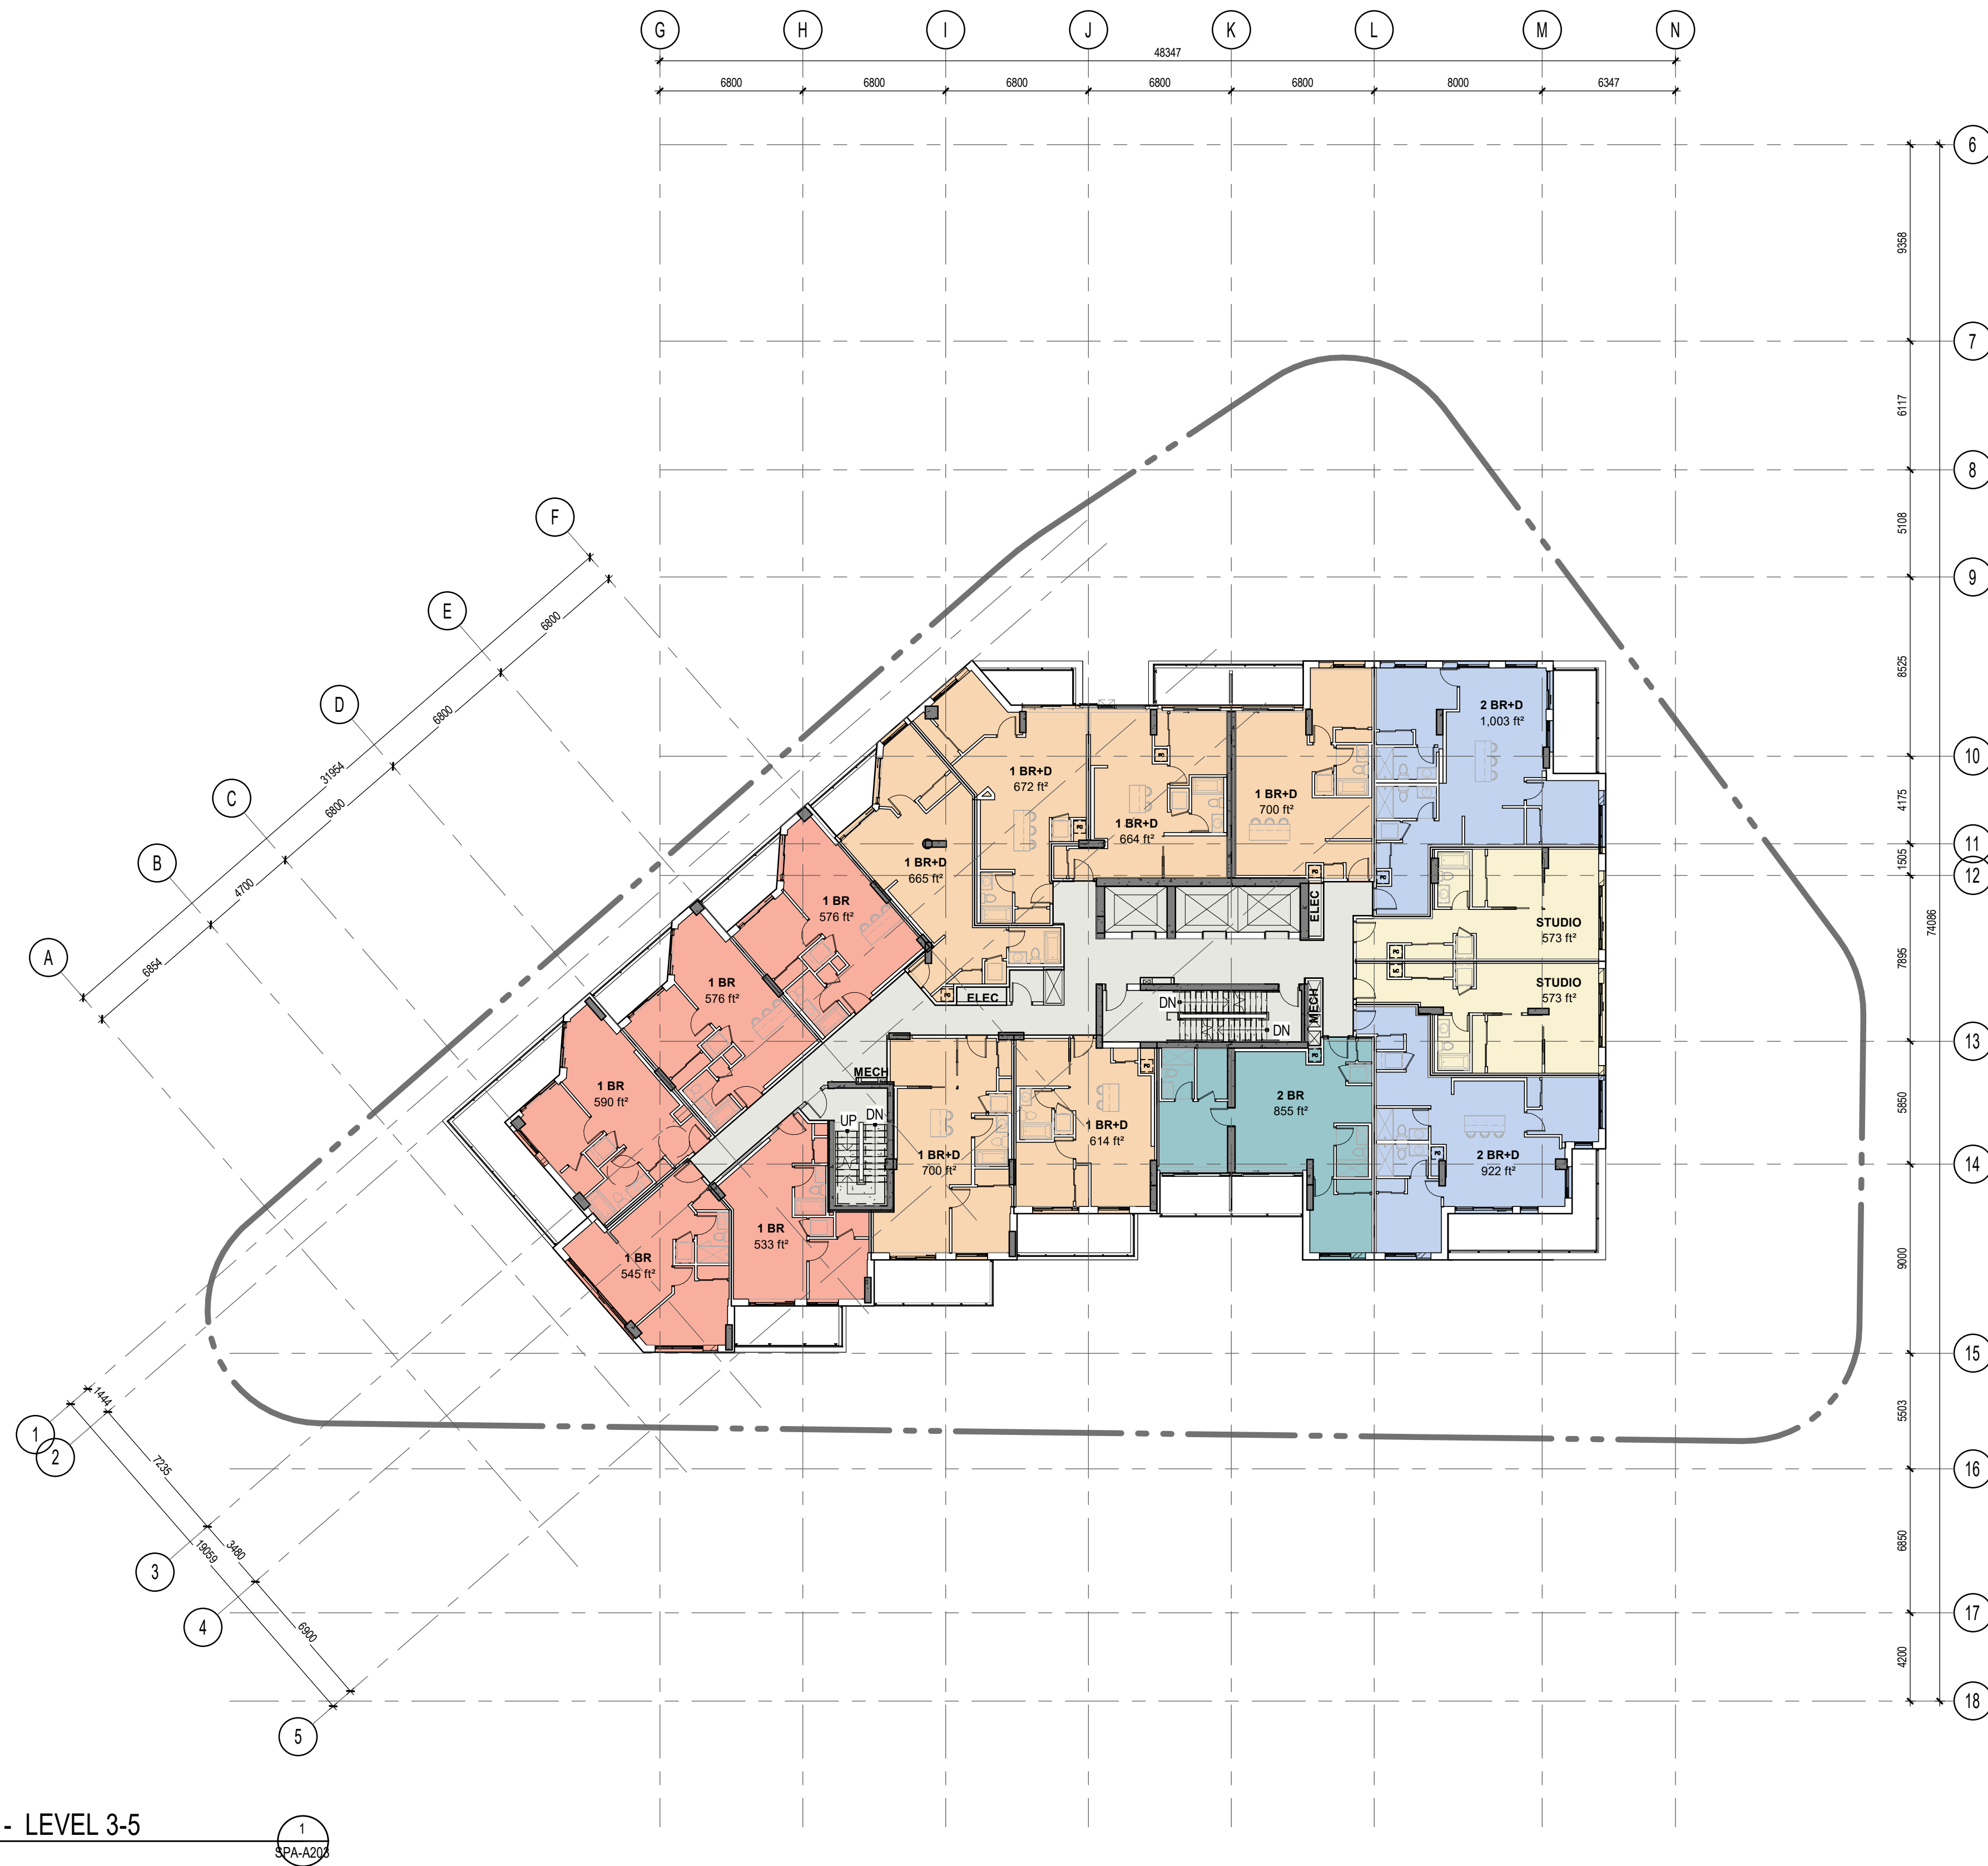 G H I J K L M N
48347
6800 6800 6800 6800 6800 8000 6347
6
9358
7
6117
8
5108
9
8525
10
4175
11
1505
12
7895
74086
13
5850
14
9000
15
5503
16
6850
17
4200
18
F
E
D
C
B
A
31954
6800
6800
6800
4700
6854
2 BR+D
1,003 ft²
1 BR+D
672 ft²
1 BR+D
700 ft²
1 BR+D
664 ft²
1 BR+D
665 ft²
1 BR
576 ft²
ELEC
STUDIO
573 ft²
1 BR
576 ft²
STUDIO
573 ft²
ELEC
DN
DN
MECH
1 BR
590 ft²
MECH
UP
DN
2 BR
855 ft²
1 BR+D
614 ft²
1 BR+D
700 ft²
2 BR+D
922 ft²
1 BR
533 ft²
1 BR
545 ft²
1
2
3
4
5
1444
7235
3480
19059
6900
- LEVEL 3-5
1
SPA-A203